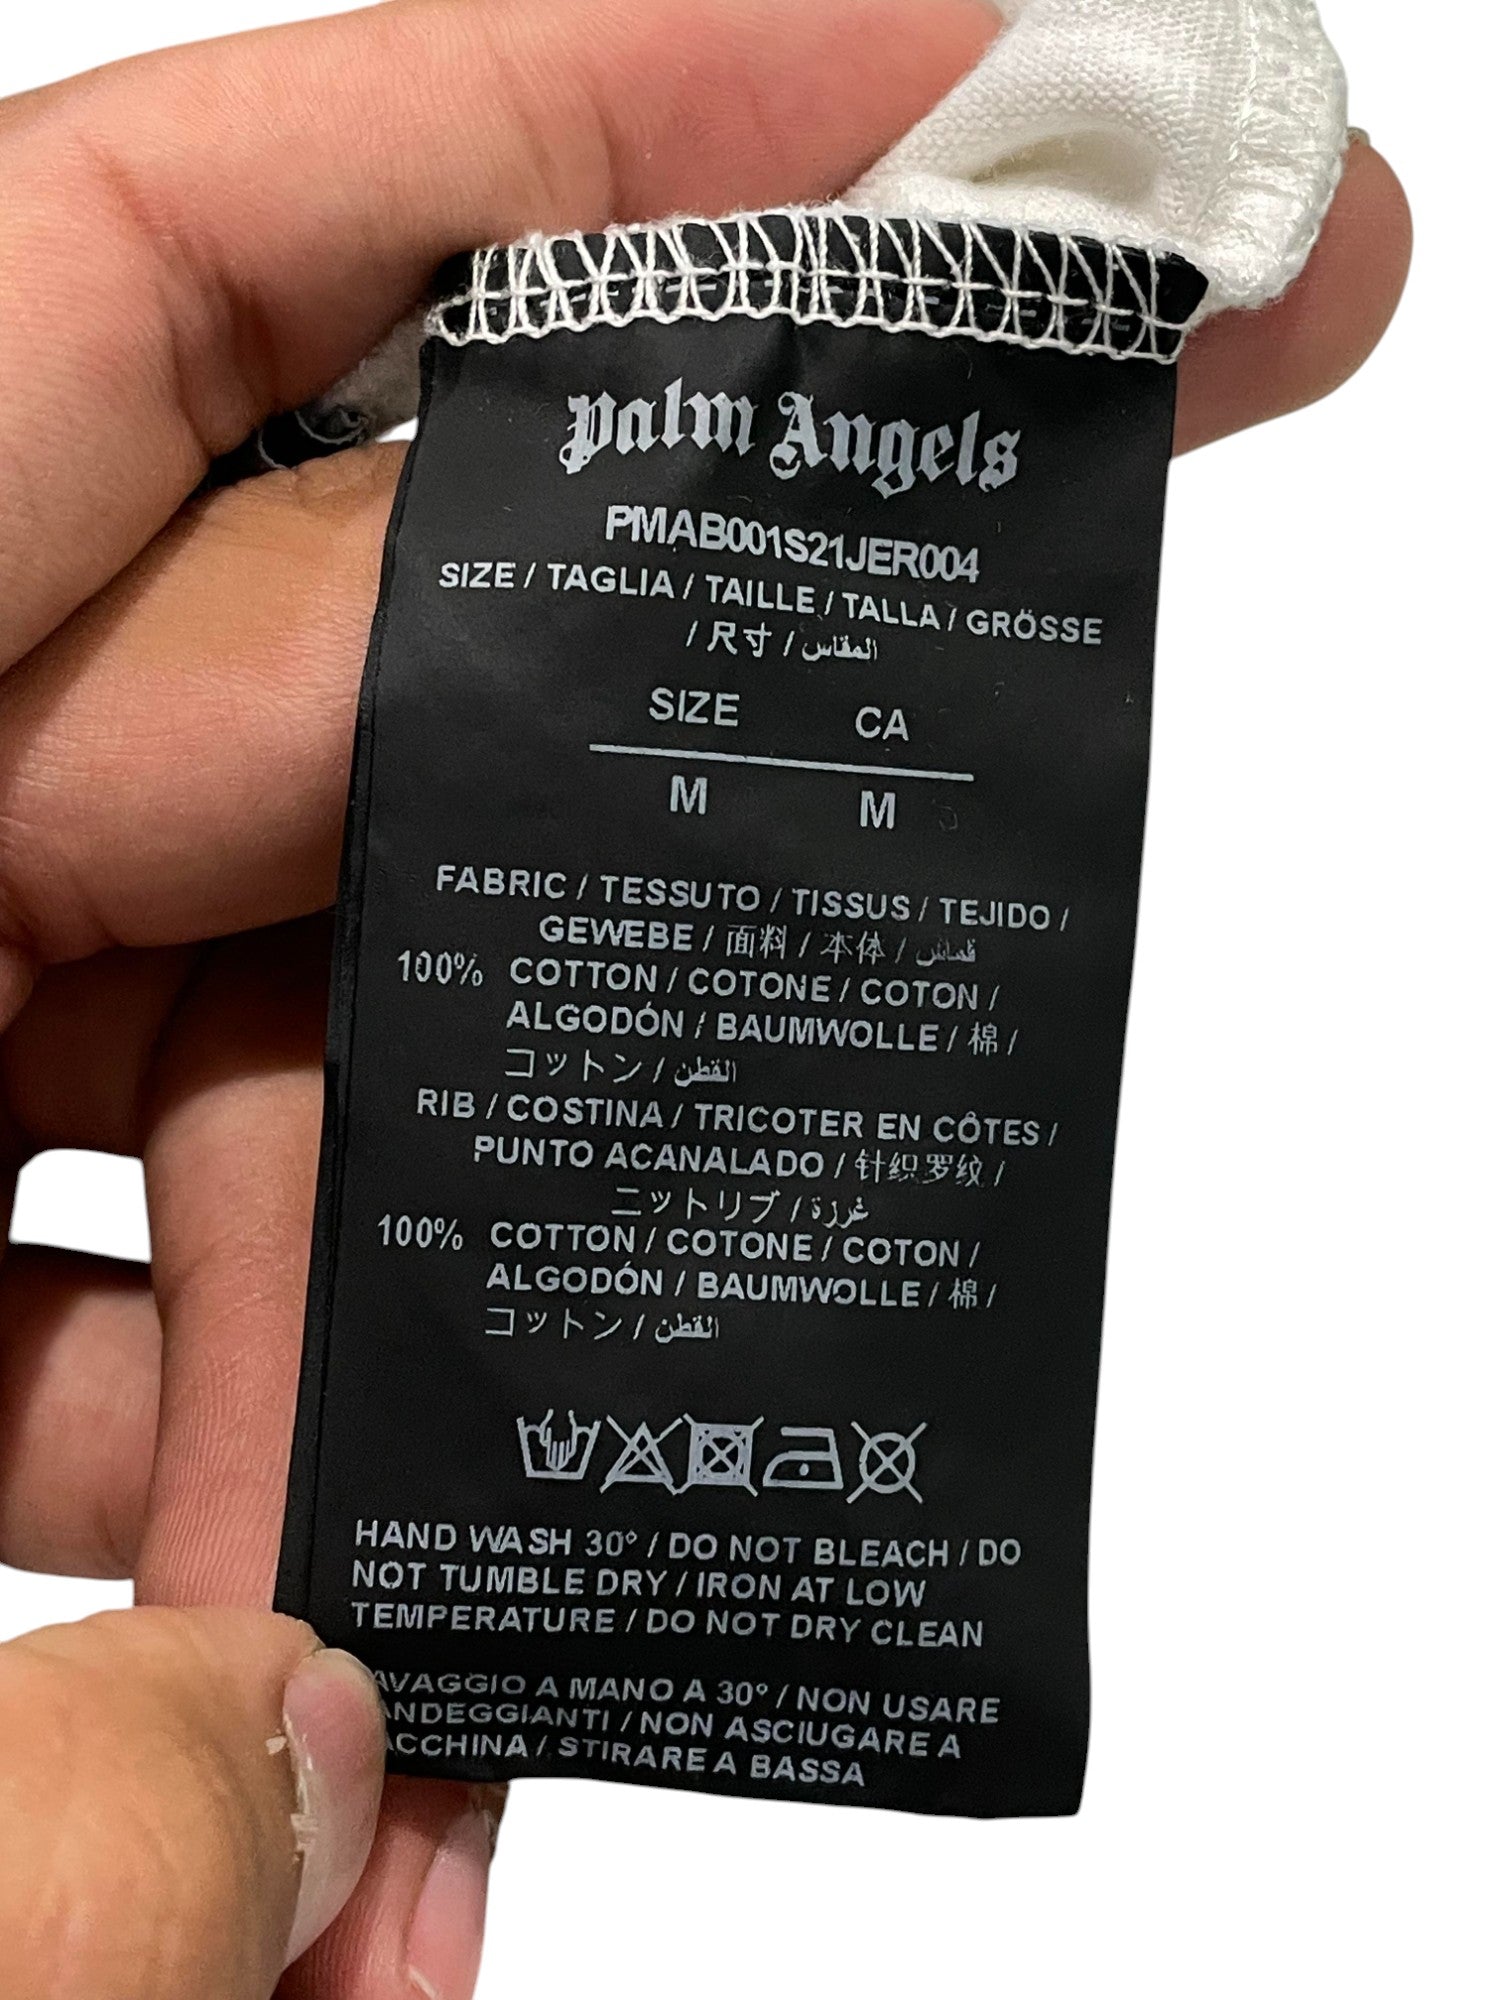 Palm Angels
PMAB001S21JER004
SIZE / TAGLIA / TAILLE / TALLA / GRÖSSE
/ 尺寸 / المقاس
SIZE CA
M M
FABRIC / TESSUTO / TISSUS / TEJIDO /
GEWEBE / 面料 / 本体 / قماش
100% COTTON / COTONE / COTON /
ALGODÓN / BAUMWOLLE / 棉 /
コットン / القطن
RIB / COSTINA / TRICOTER EN CÔTES /
PUNTO ACANALADO / 针织罗纹 /
ニットリブ / غرزة
100% COTTON / COTONE / COTON /
ALGODÓN / BAUMWOLLE / 棉 /
コットン / القطن
HAND WASH 30° / DO NOT BLEACH / DO
NOT TUMBLE DRY / IRON AT LOW
TEMPERATURE / DO NOT DRY CLEAN
AVAGGIO A MANO A 30° / NON USARE
ANDEGGIANTI / NON ASCIUGARE A
ACCHINA / STIRARE A BASSA